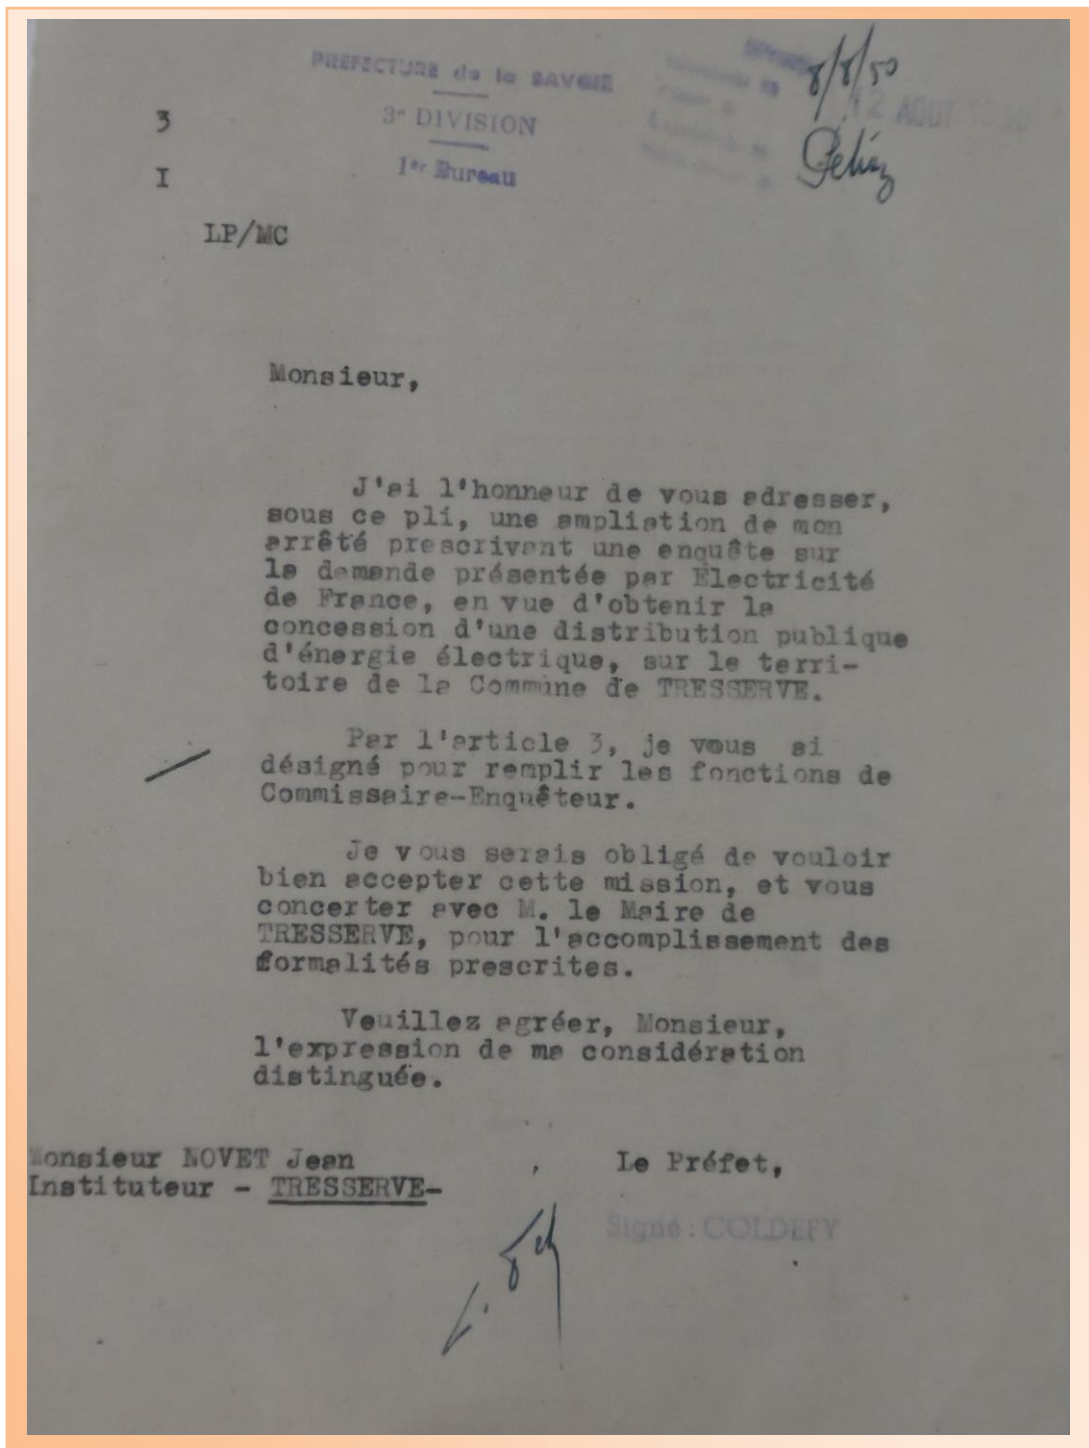 PREFECTURE de la SAVOIE
3e DIVISION
1er Bureau
8/8/50
12 AOUT
3
I
LP/MC
Monsieur,
J'ai l'honneur de vous adresser,
sous ce pli, une ampliation de mon
arrêté prescrivant une enquête sur
la demande présentée par Electricité
de France, en vue d'obtenir la
concession d'une distribution publique
d'énergie électrique, sur le terri-
toire de la Commune de TRESSERVE.
Par l'article 3, je vous ai
désigné pour remplir les fonctions de
Commissaire-Enquêteur.
Je vous serais obligé de vouloir
bien accepter cette mission, et vous
concerter avec M. le Maire de
TRESSERVE, pour l'accomplissement des
formalités prescrites.
Veuillez agréer, Monsieur,
l'expression de ma considération
distinguée.
Monsieur NOVET Jean
Instituteur - TRESSERVE-
Le Préfet,
Signé : COLDEFY